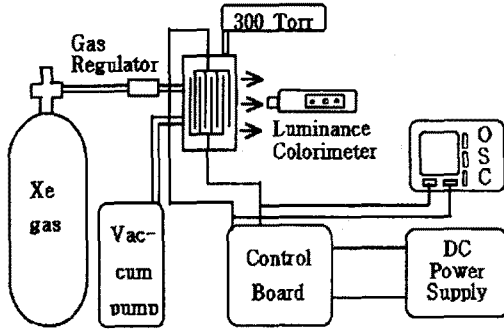 300 Torr
Gas
Regulator
Luminance
Colorimeter
O
S
C
Xe
gas
Vac-
cum
pump
Control
Board
DC
Power
Supply